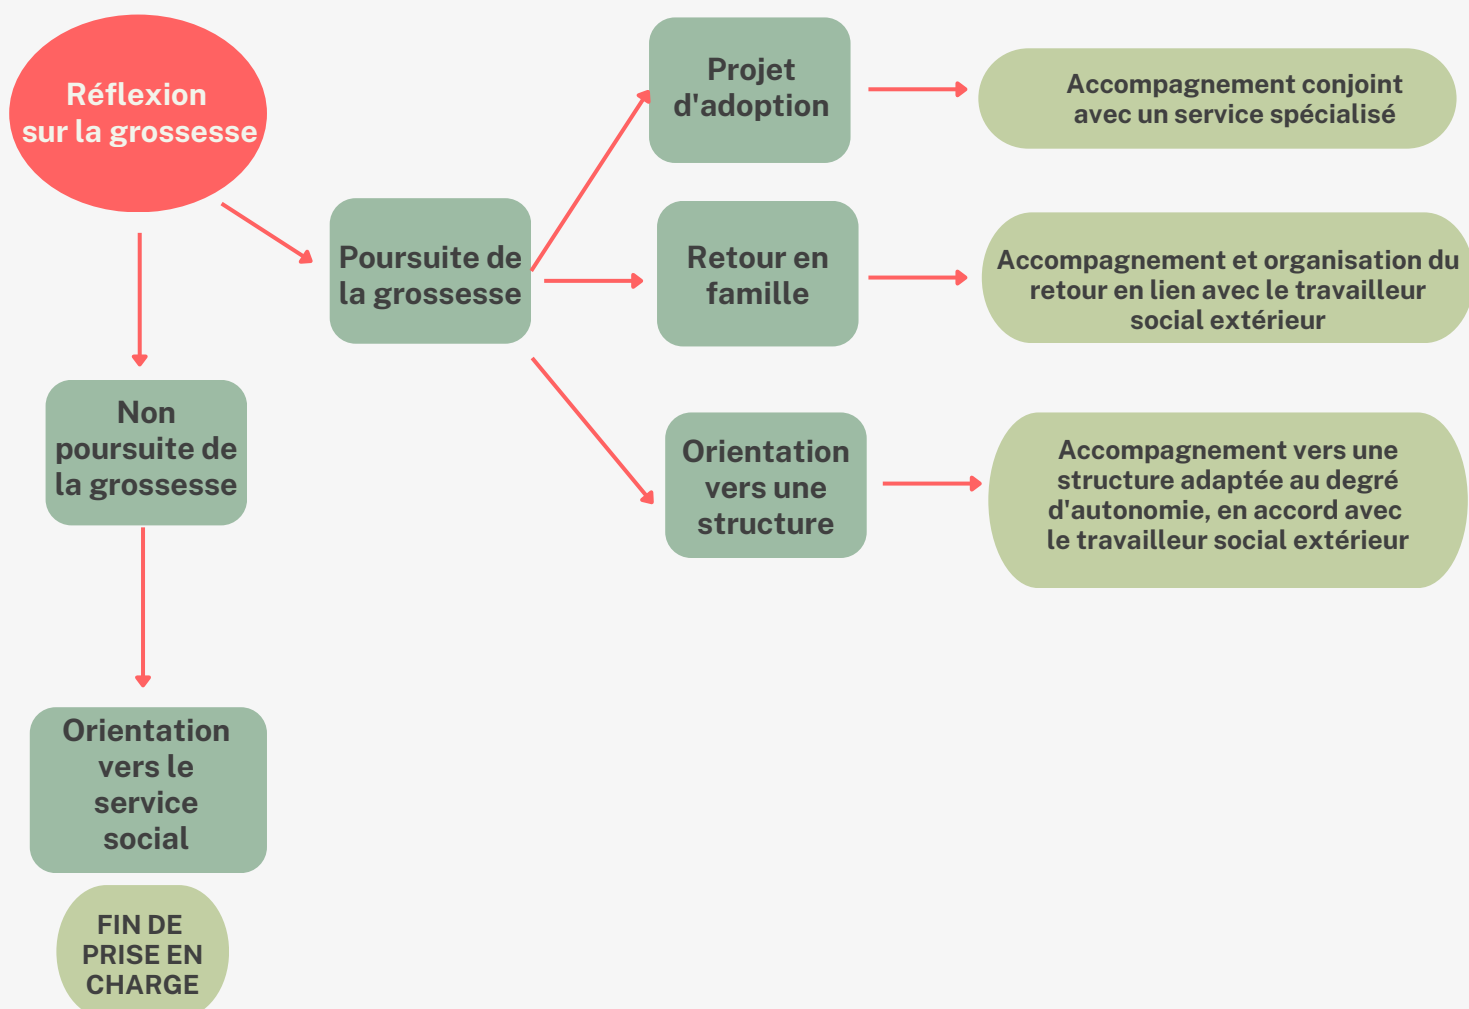 Réflexion
sur la grossesse
Poursuite de
la grossesse
Projet
d'adoption
Accompagnement conjoint
avec un service spécialisé
Retour en
famille
Accompagnement et organisation du
retour en lien avec le travailleur
social extérieur
Orientation
vers une
structure
Accompagnement vers une
structure adaptée au degré
d'autonomie, en accord avec
le travailleur social extérieur
Non
poursuite de
la grossesse
Orientation
vers le
service
social
FIN DE
PRISE EN
CHARGE